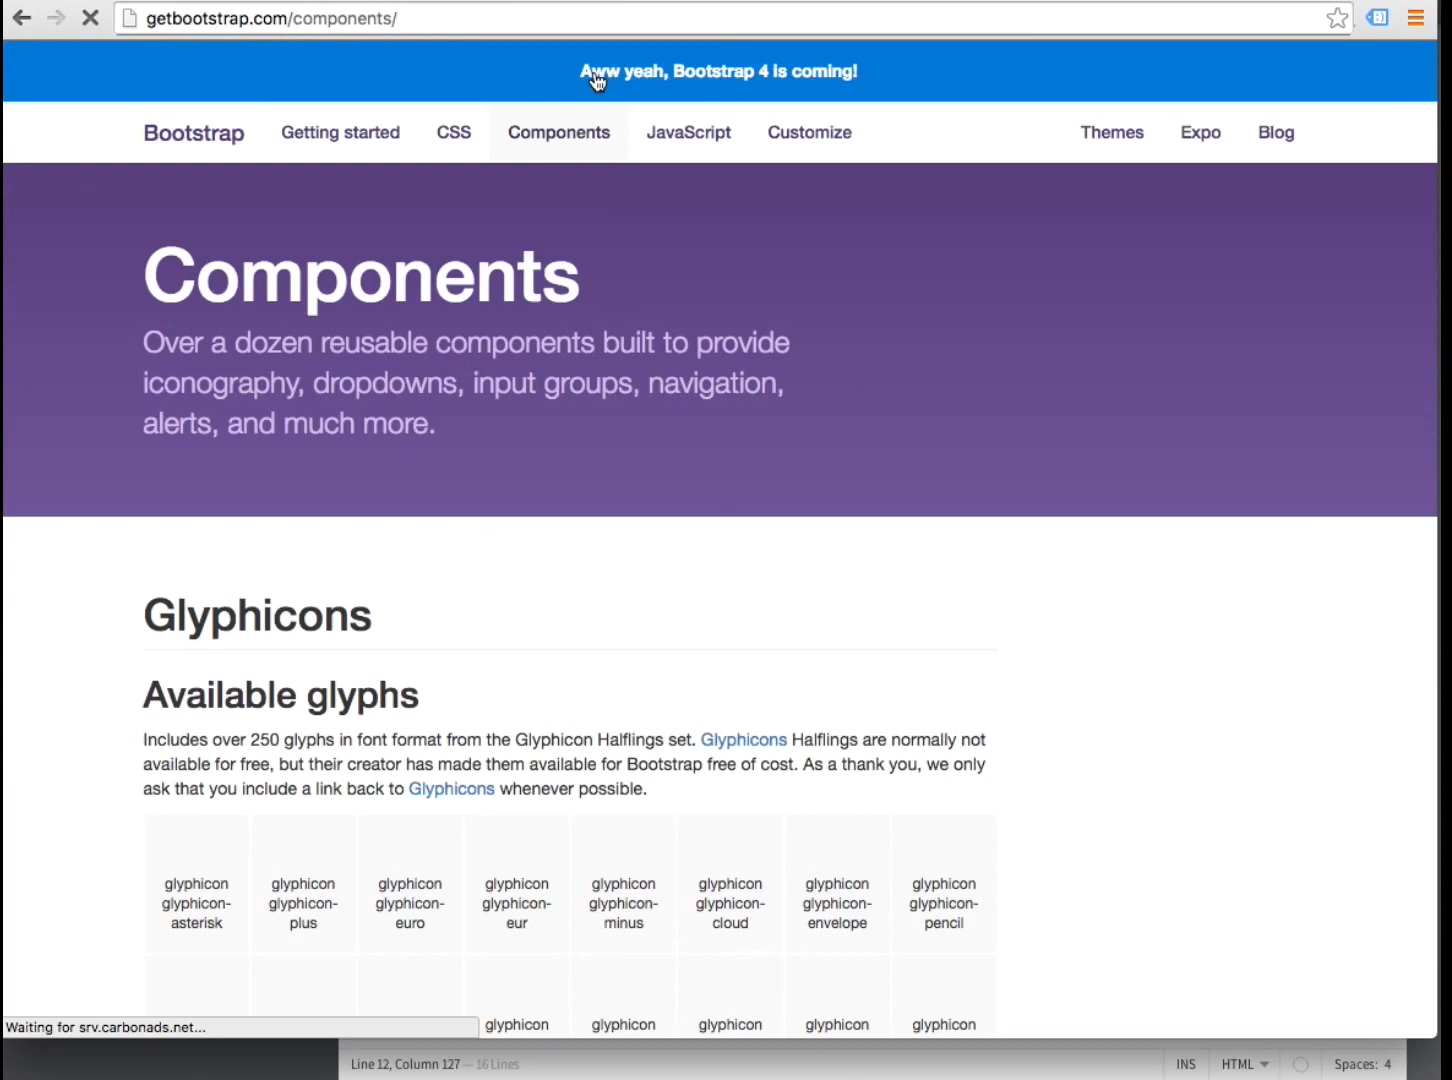 getbootstrap.com/components/
Aww yeah, Bootstrap 4 is coming!
Bootstrap Getting started CSS Components JavaScript Customize Themes Expo Blog
Components
Over a dozen reusable components built to provide
iconography, dropdowns, input groups, navigation,
alerts, and much more.
Glyphicons
Available glyphs
Includes over 250 glyphs in font format from the Glyphicon Halflings set. Glyphicons Halflings are normally not
available for free, but their creator has made them available for Bootstrap free of cost. As a thank you, we only
ask that you include a link back to Glyphicons whenever possible.
glyphicon glyphicon glyphicon glyphicon glyphicon glyphicon glyphicon glyphicon
glyphicon- glyphicon- glyphicon- glyphicon- glyphicon- glyphicon- glyphicon- glyphicon-
asterisk plus euro eur minus cloud envelope pencil
glyphicon glyphicon glyphicon glyphicon glyphicon
Waiting for srv.carbonads.net...
Line 12, Column 127 — 16 Lines INS HTML Spaces: 4